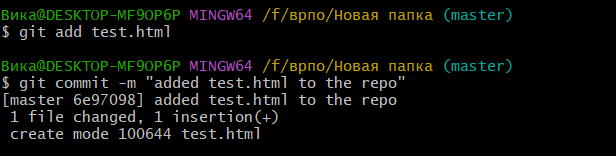 Вика@DESKTOP-MF9OP6P MINGW64 /f/врпо/Новая папка (master)
$ git add test.html
Вика@DESKTOP-MF9OP6P MINGW64 /f/врпо/Новая папка (master)
$ git commit -m "added test.html to the repo"
[master 6e97098] added test.html to the repo
 1 file changed, 1 insertion(+)
 create mode 100644 test.html